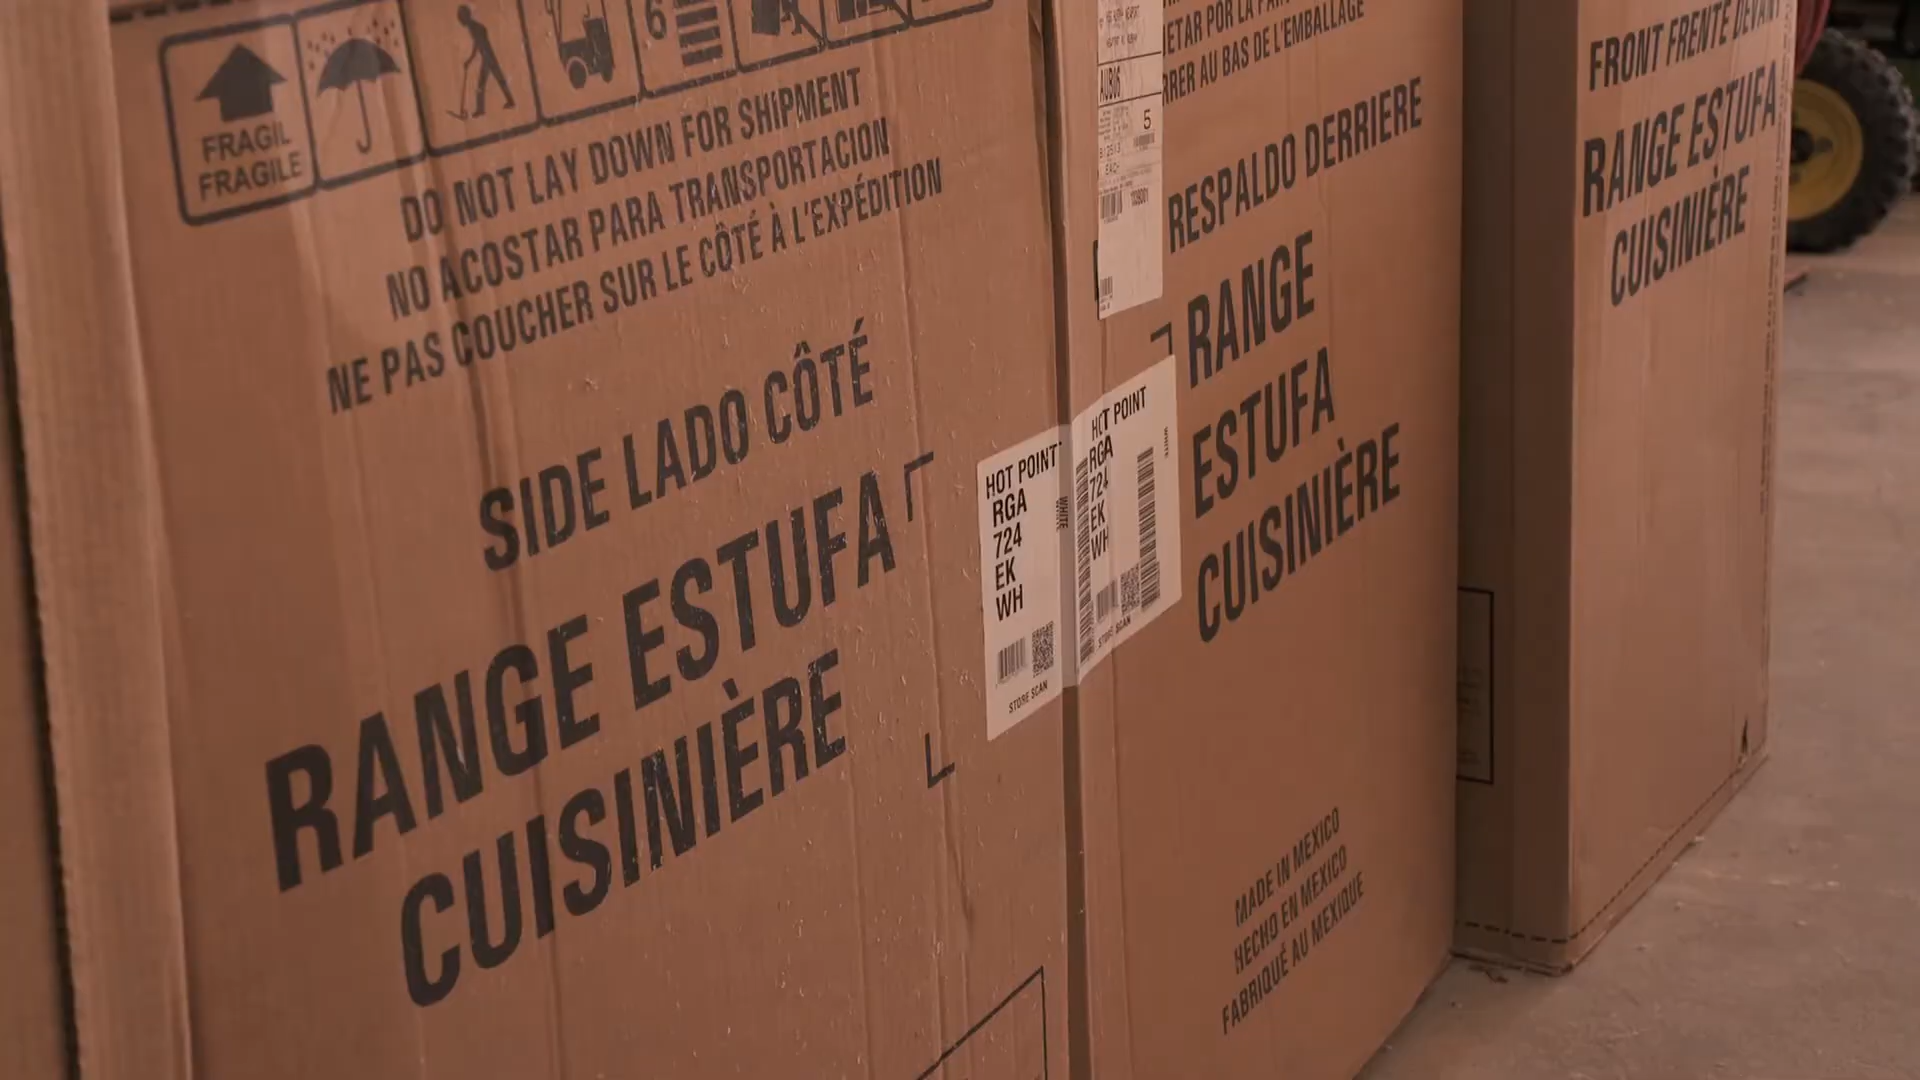 FRAGIL
FRAGILE
6
DO NOT LAY DOWN FOR SHIPMENT
NO ACOSTAR PARA TRANSPORTACION
NE PAS COUCHER SUR LE CÔTÉ À L'EXPÉDITION
SIDE LADO CÔTÉ
RANGE ESTUFA
CUISINIÈRE
HOT POINT
RGA
724
EK
WH
WHITE
STORE SCAN
AUB06
5
HOT POINT
RGA
724
EK
WH
WHITE
STORE SCAN
AU BAS DE L'EMBALLAGE
RESPALDO DERRIERE
RANGE
ESTUFA
CUISINIÈRE
MADE IN MEXICO
HECHO EN MEXICO
FABRIQUÉ AU MEXIQUE
FRONT FRENTE DEVANT
RANGE ESTUFA
CUISINIÈRE